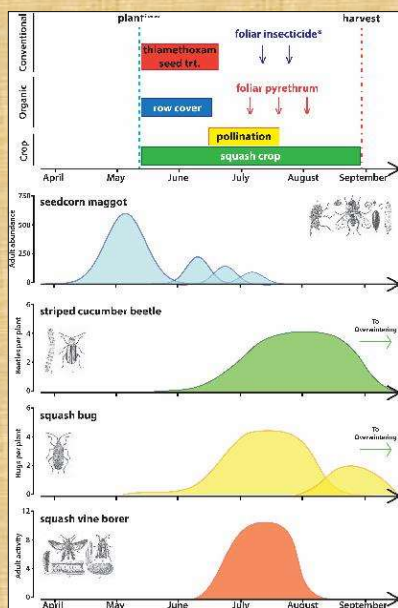 planting
harvest
Conventional
thiamethoxam
seed trt.
foliar insecticide*
Organic
row cover
foliar pyrethrum
Crop
pollination
squash crop
April May June July August September
seedcorn maggot
Adult abundance
750
500
250
0
striped cucumber beetle
Beetles per plant
6
4
2
0
To
Overwintering
squash bug
Bugs per plant
6
4
2
0
To
Overwintering
squash vine borer
Adult activity
12
8
4
0
April May June July August September